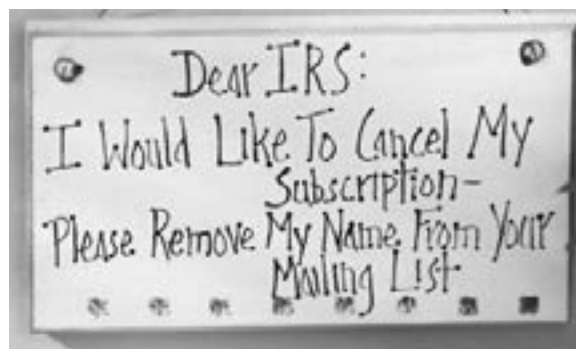 Dear IRS:
I Would Like To Cancel My
Subscription-
Please Remove My Name From Your
Mailing List